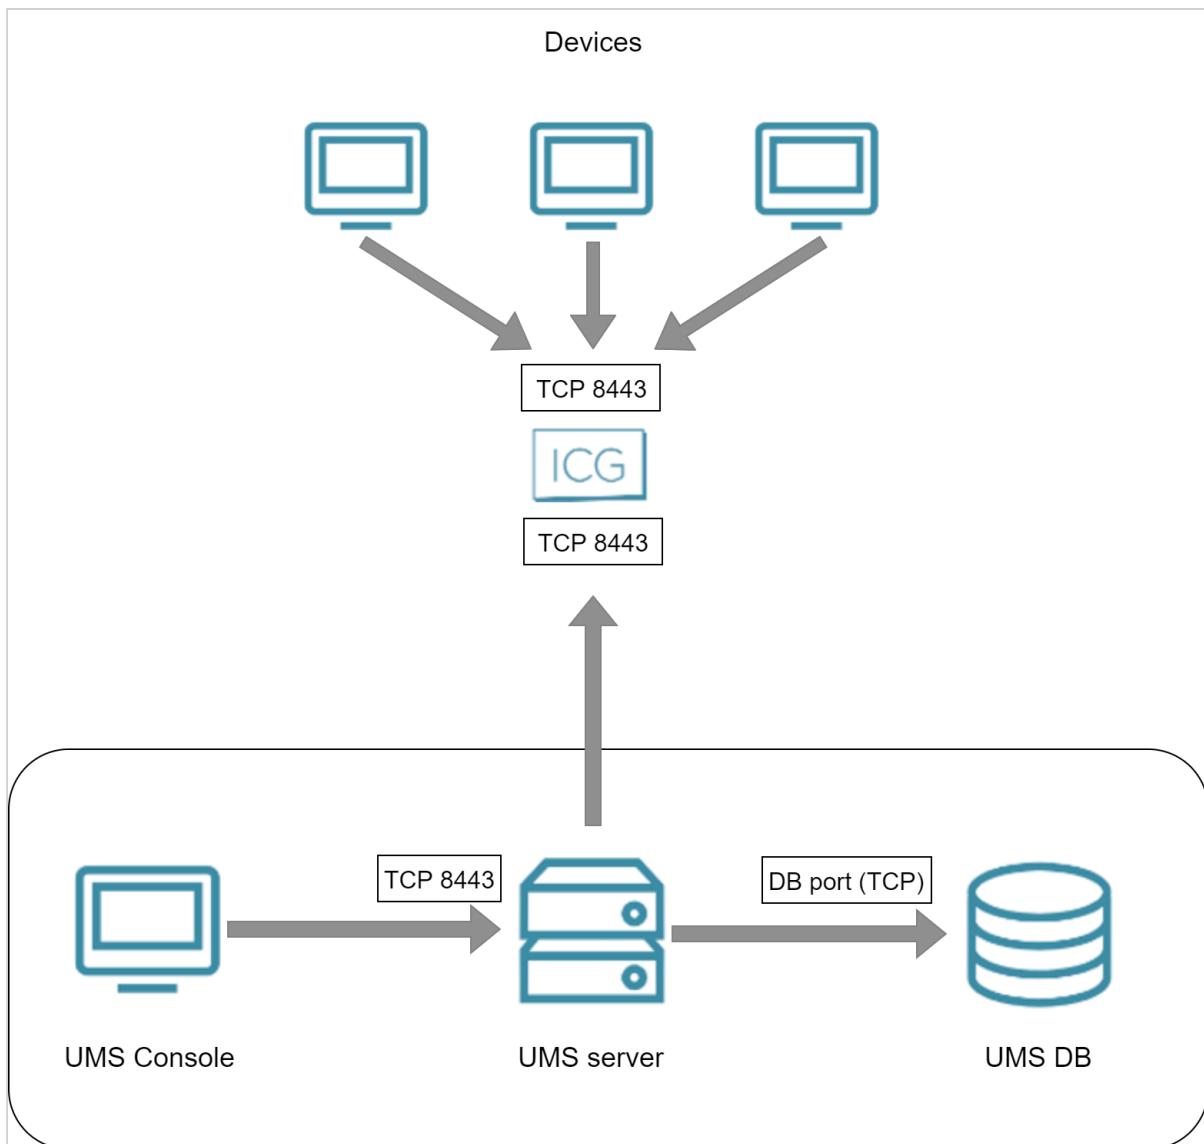 Devices
TCP 8443
ICG
TCP 8443
TCP 8443
DB port (TCP)
UMS Console
UMS server
UMS DB